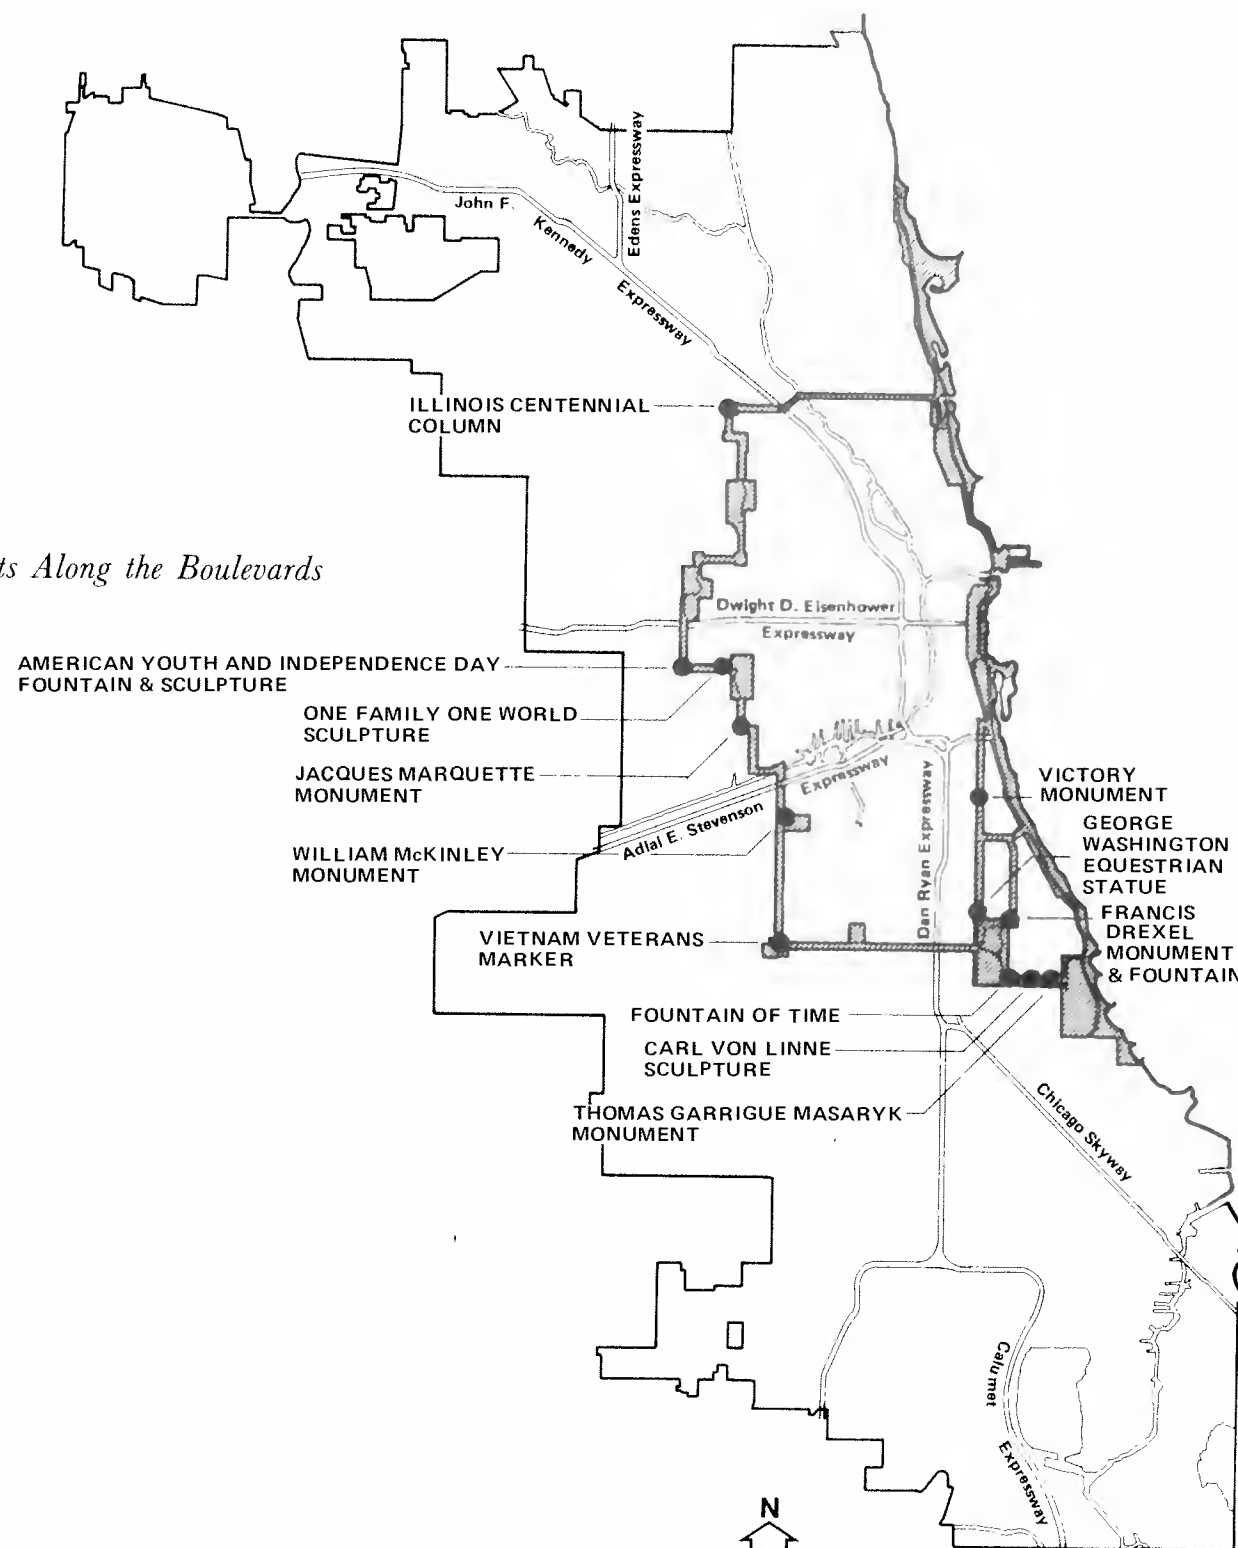 Edens Expressway
John F.
Kennedy
Expressway
ILLINOIS CENTENNIAL
COLUMN
Along the Boulevards
Dwight D. Eisenhower
Expressway
AMERICAN YOUTH AND INDEPENDENCE DAY
FOUNTAIN & SCULPTURE
ONE FAMILY ONE WORLD
SCULPTURE
JACQUES MARQUETTE
MONUMENT
Adlai E. Stevenson
Expressway
WILLIAM McKINLEY
MONUMENT
Dan Ryan Expressway
VICTORY
MONUMENT
GEORGE
WASHINGTON
EQUESTRIAN
STATUE
FRANCIS
DREXEL
MONUMENT
& FOUNTAIN
VIETNAM VETERANS
MARKER
FOUNTAIN OF TIME
CARL VON LINNE
SCULPTURE
THOMAS GARRIGUE MASARYK
MONUMENT
Chicago Skyway
Calumet
Expressway
N